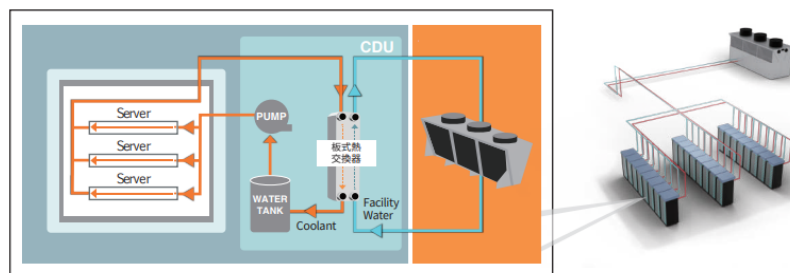 CDU
Server
Server
Server
PUMP
板式熱
交換器
WATER
TANK
Coolant
Facility
Water